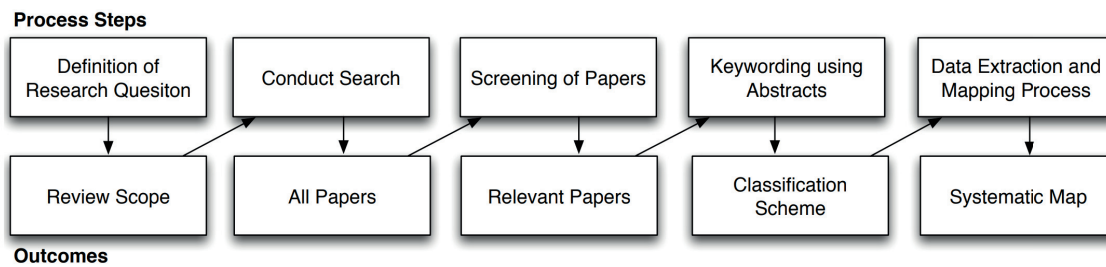 Process Steps
Definition of
Research Quesiton
Conduct Search
Screening of Papers
Keywording using
Abstracts
Data Extraction and
Mapping Process
Review Scope
All Papers
Relevant Papers
Classification
Scheme
Systematic Map
Outcomes